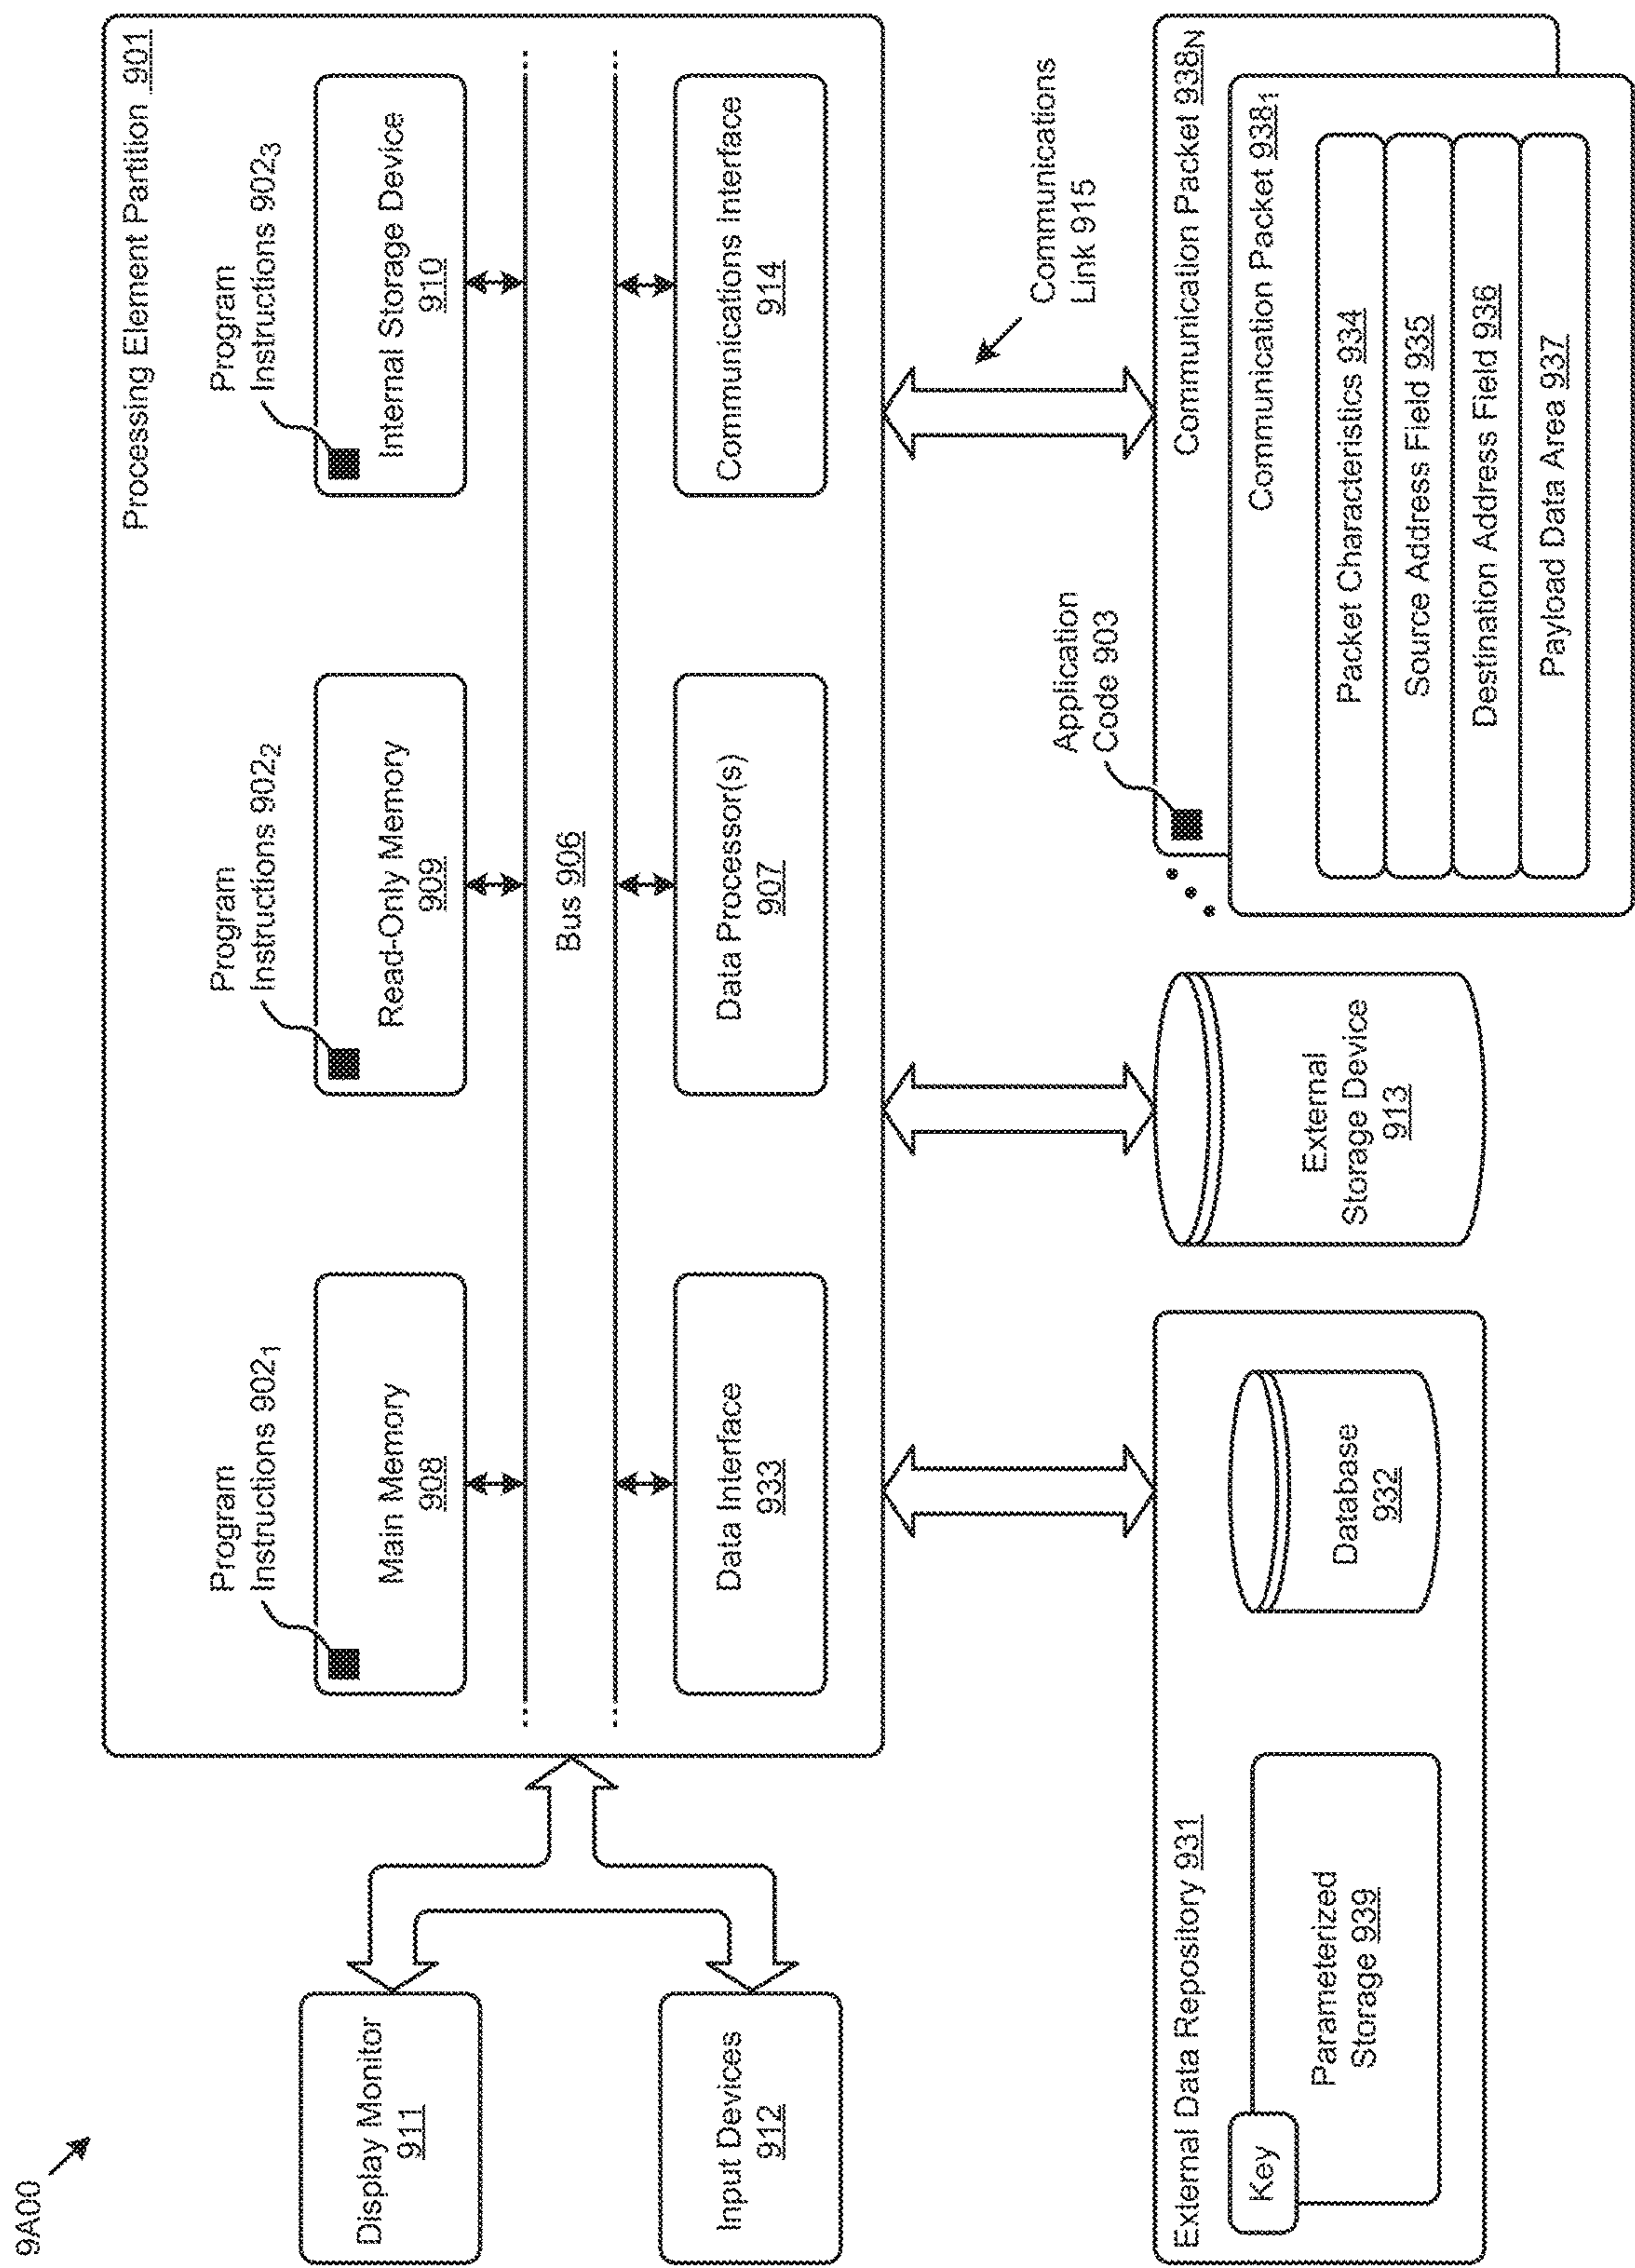 9A00
Processing Element Partition 901
Program
Instructions 902₁
Program
Instructions 902₂
Program
Instructions 902₃
Main Memory
908
Read-Only Memory
909
Internal Storage Device
910
Display Monitor
911
Bus 906
Input Devices
912
Data Interface
933
Data Processor(s)
907
Communications Interface
914
Communications
Link 915
Application
Code 903
External Data Repository 931
Key
Parameterized
Storage 939
Database
932
External
Storage Device
913
Communication Packet 938N
Communication Packet 938₁
Packet Characteristics 934
Source Address Field 935
Destination Address Field 936
Payload Data Area 937